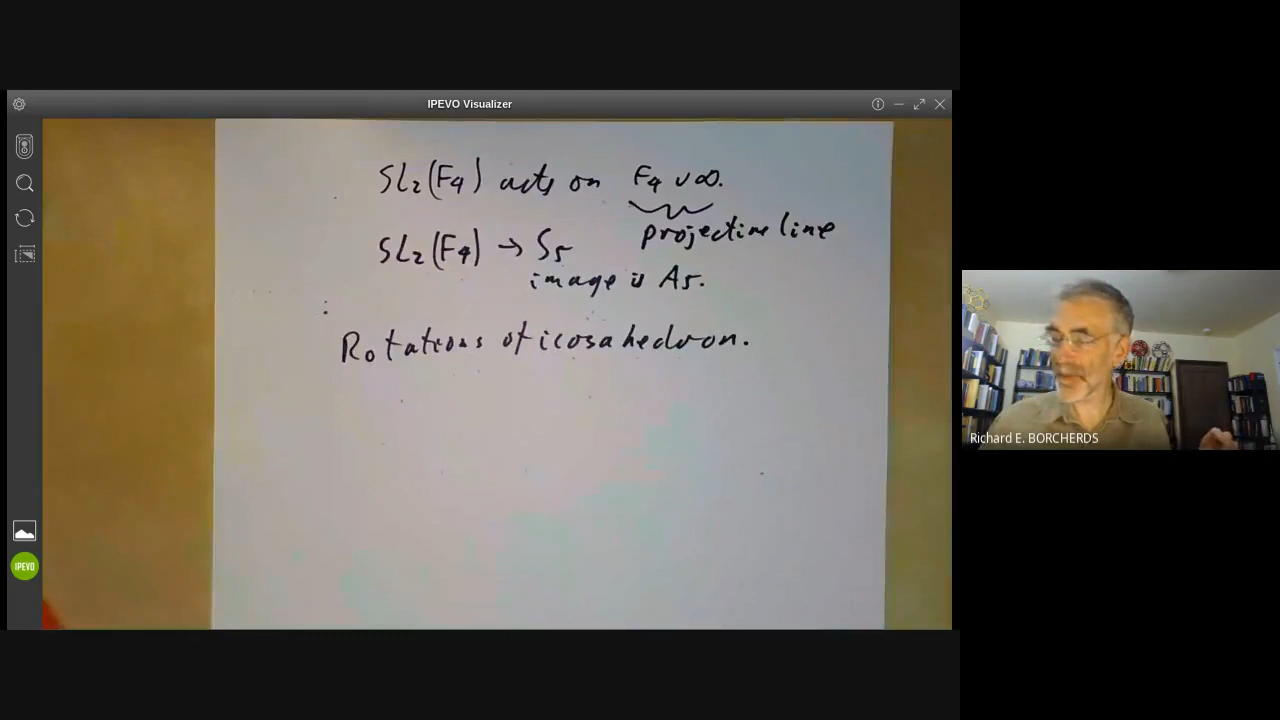 IPEVO Visualizer
SL₂(F₄) acts on F₄ ∪ ∞.
projective line
SL₂(F₄) → S₅
image is A₅.
Rotations of icosahedron.
IPEVO
Richard E. BORCHERDS